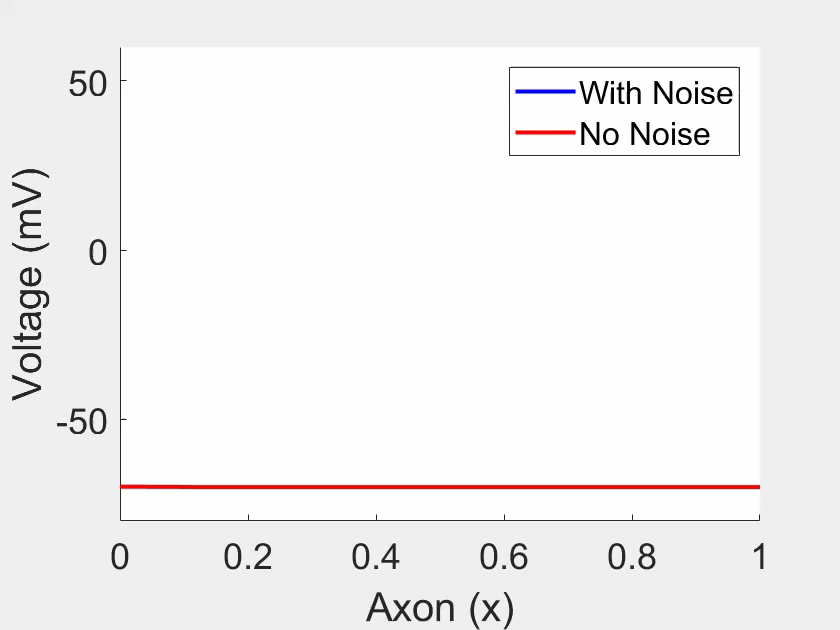 50
0
-50
Voltage (mV)
With Noise
No Noise
0 0.2 0.4 0.6 0.8 1
Axon (x)